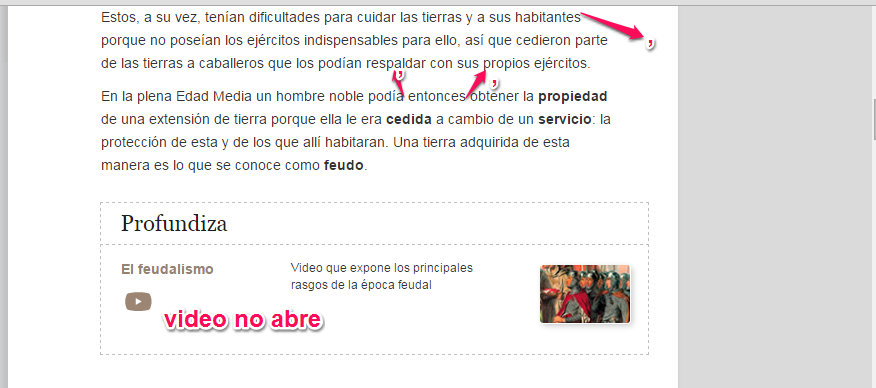 Estos, a su vez, tenían dificultades para cuidar las tierras y a sus habitantes
,
porque no poseían los ejércitos indispensables para ello, así que cedieron parte
de las tierras a caballeros que los podían respaldar con sus propios ejércitos.
, ,
En la plena Edad Media un hombre noble podía entonces obtener la propiedad
de una extensión de tierra porque ella le era cedida a cambio de un servicio: la
protección de esta y de los que allí habitaran. Una tierra adquirida de esta
manera es lo que se conoce como feudo.
Profundiza
El feudalismo
Video que expone los principales
rasgos de la época feudal
video no abre